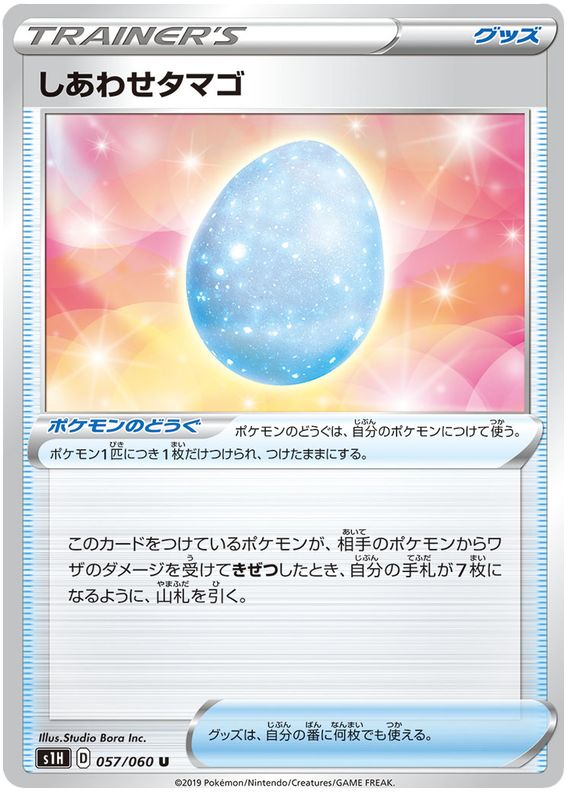 TRAINER'S グッズ
しあわせタマゴ
ポケモンのどうぐ ポケモンのどうぐは、自分のポケモンにつけて使う。
ポケモン1匹につき1枚だけつけられ、つけたままにする。
このカードをつけているポケモンが、相手のポケモンからワ
ザのダメージを受けてきぜつしたとき、自分の手札が7枚に
なるように、山札を引く。
Illus.Studio Bora Inc.
グッズは、自分の番に何枚でも使える。
s1H D 057/060 U
©2019 Pokémon/Nintendo/Creatures/GAME FREAK.